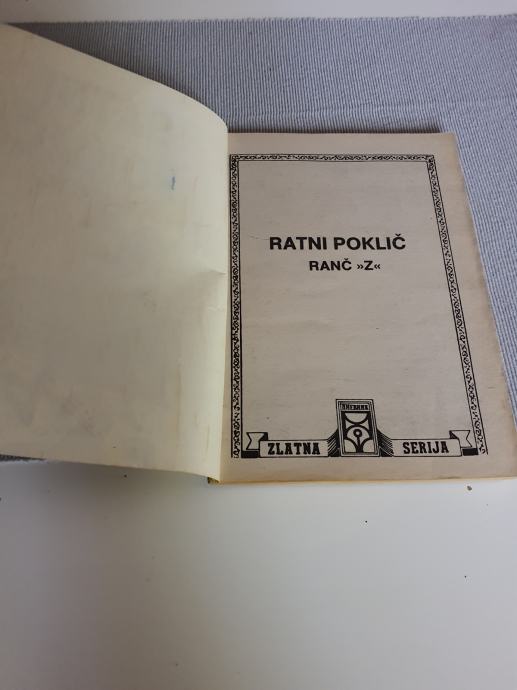 RATNI POKLIČ
RANČ »Z«
ZLATNA SERIJA